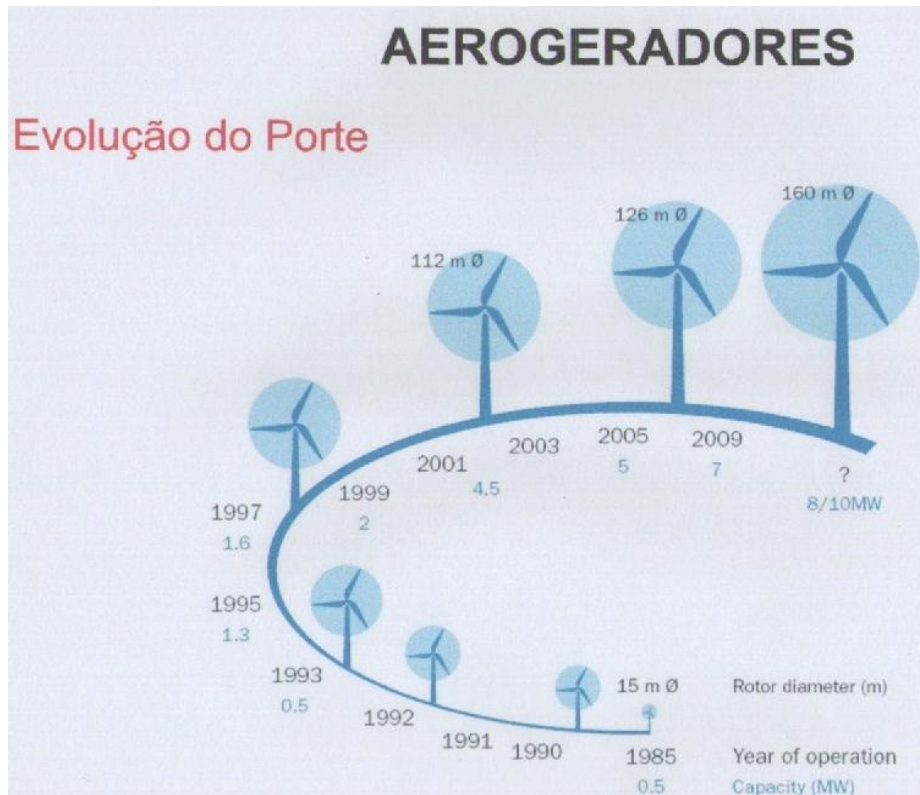 AEROGERADORES
Evolução do Porte
160 m Ø
126 m Ø
112 m Ø
2001
2003
2005
2009
?
4.5
5
7
8/10MW
1999
2
1997
1.6
1995
1.3
1993
0.5
1992
1991
1990
15 m Ø
Rotor diameter (m)
1985
Year of operation
0.5
Capacity (MW)